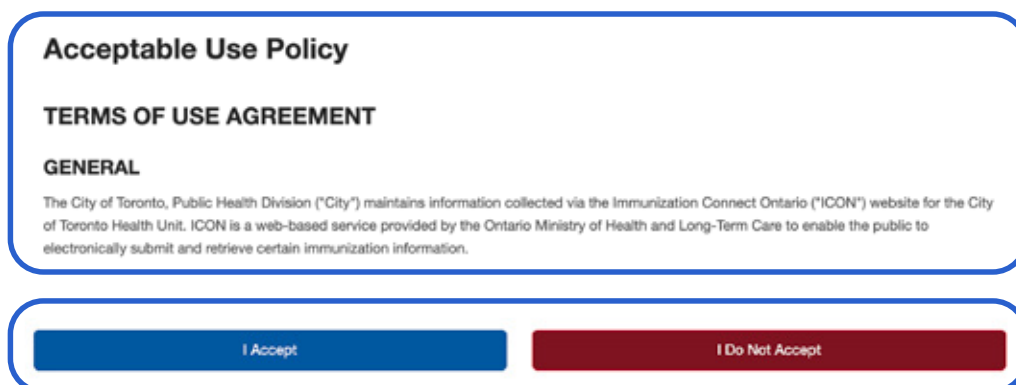 Acceptable Use Policy
TERMS OF USE AGREEMENT
GENERAL
The City of Toronto, Public Health Division ("City") maintains information collected via the Immunization Connect Ontario ("ICON") website for the City
of Toronto Health Unit. ICON is a web-based service provided by the Ontario Ministry of Health and Long-Term Care to enable the public to
electronically submit and retrieve certain immunization information.
I Accept
I Do Not Accept